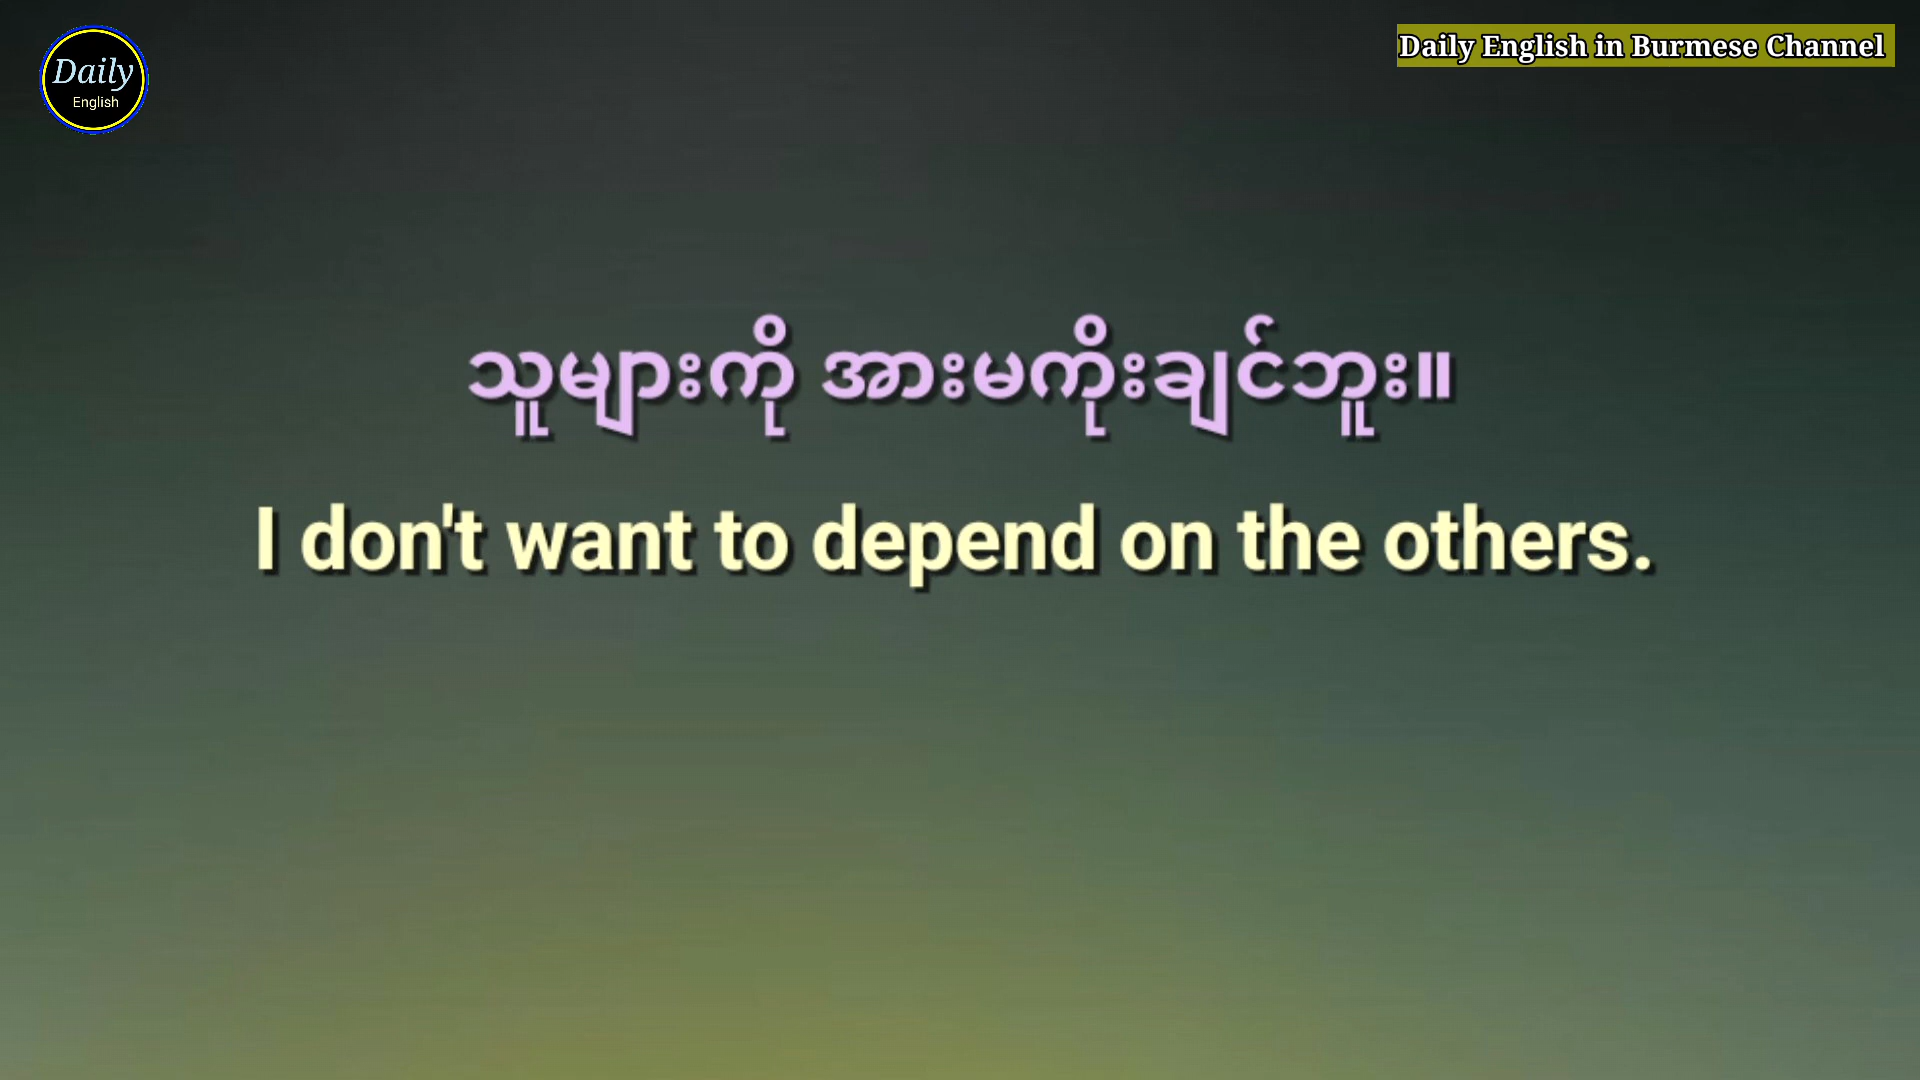 Daily
English
Daily English in Burmese Channel
သူများကို အားမကိုးချင်ဘူး။
I don't want to depend on the others.